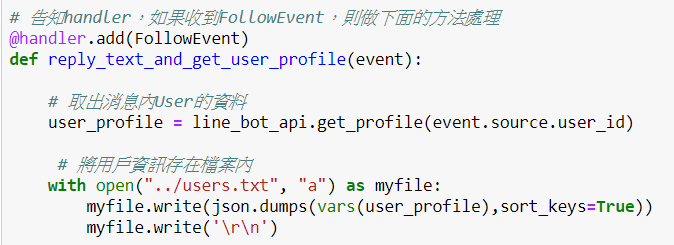 # 告知handler，如果收到FollowEvent，則做下面的方法處理
@handler.add(FollowEvent)
def reply_text_and_get_user_profile(event):
# 取出消息內User的資料
user_profile = line_bot_api.get_profile(event.source.user_id)
# 將用戶資訊存在檔案內
with open("../users.txt", "a") as myfile:
myfile.write(json.dumps(vars(user_profile),sort_keys=True))
myfile.write('\r\n')